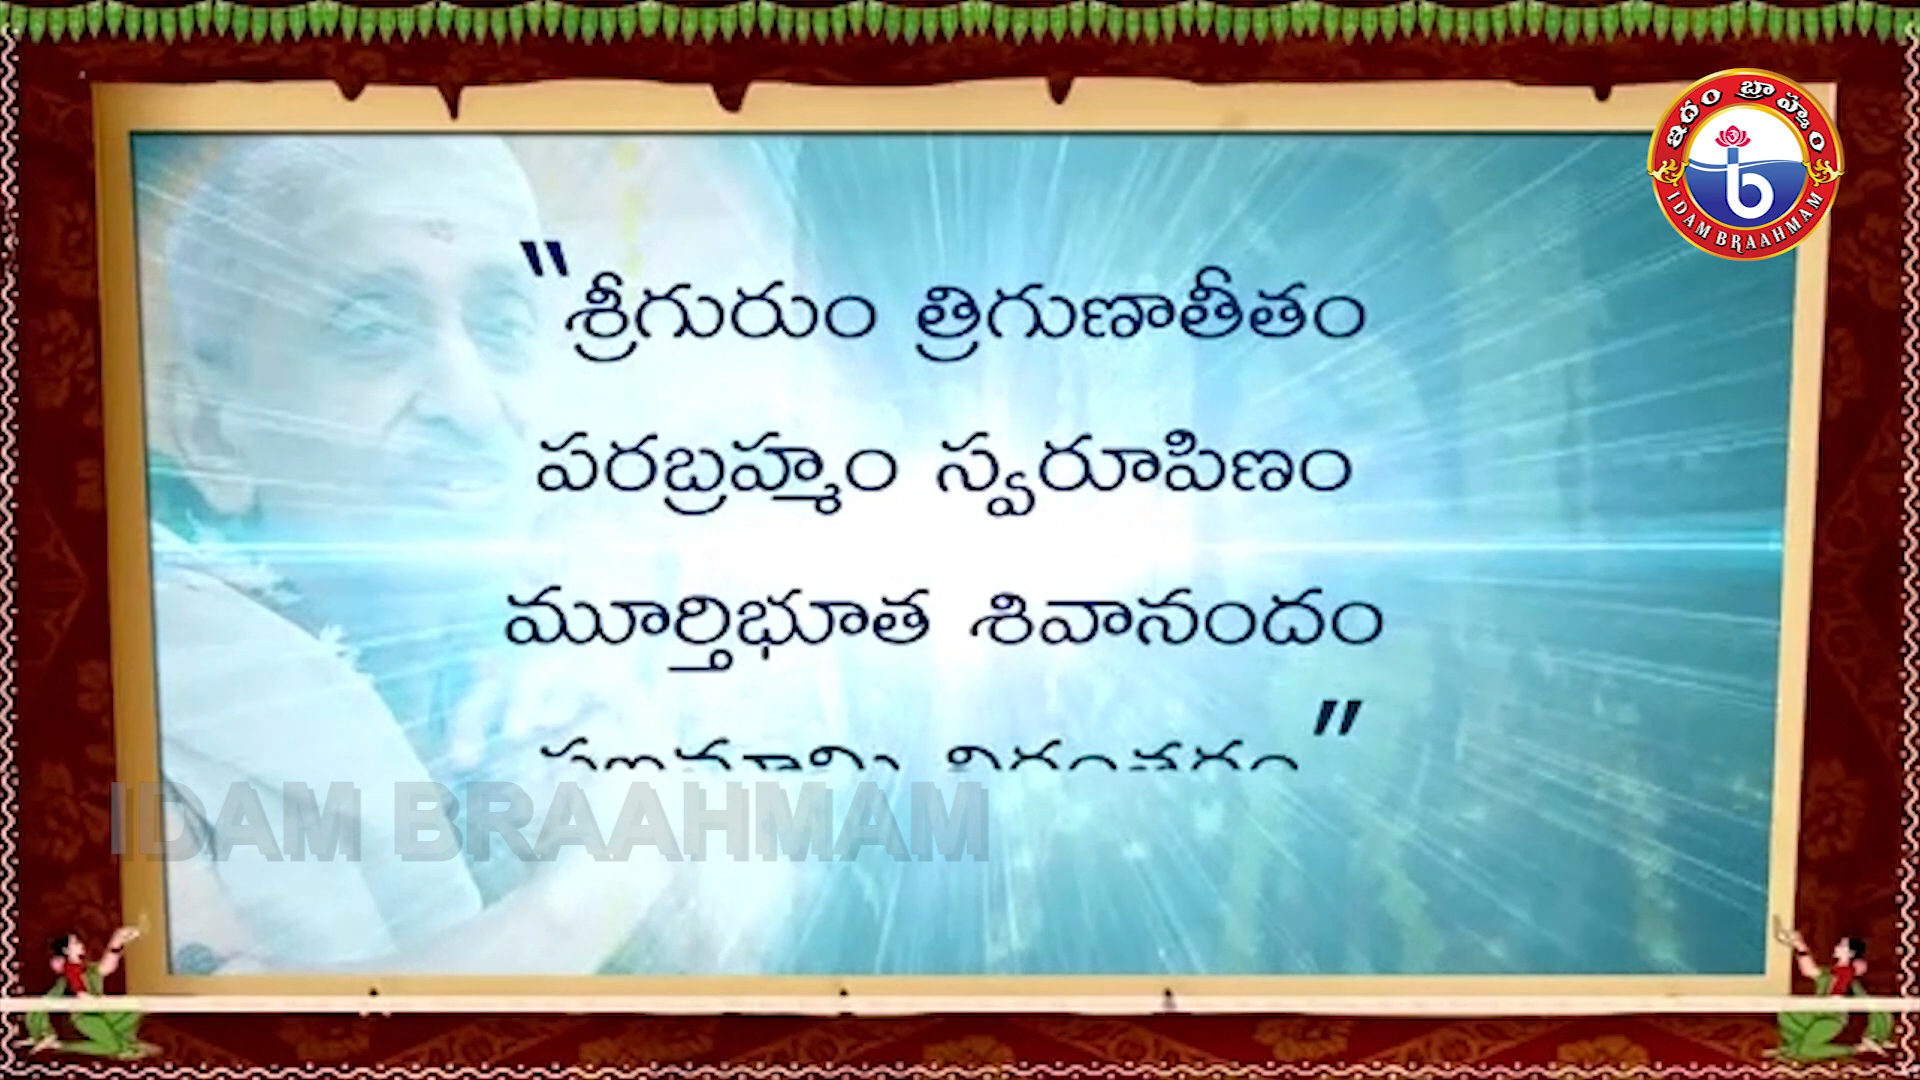 ఇదం బ్రాహ్మం
IDAM BRAAHMAM
"శ్రీగురుం త్రిగుణాతీతం
పరబ్రహ్మం స్వరూపిణం
మూర్తిభూత శివానందం
"
IDAM BRAAHMAM